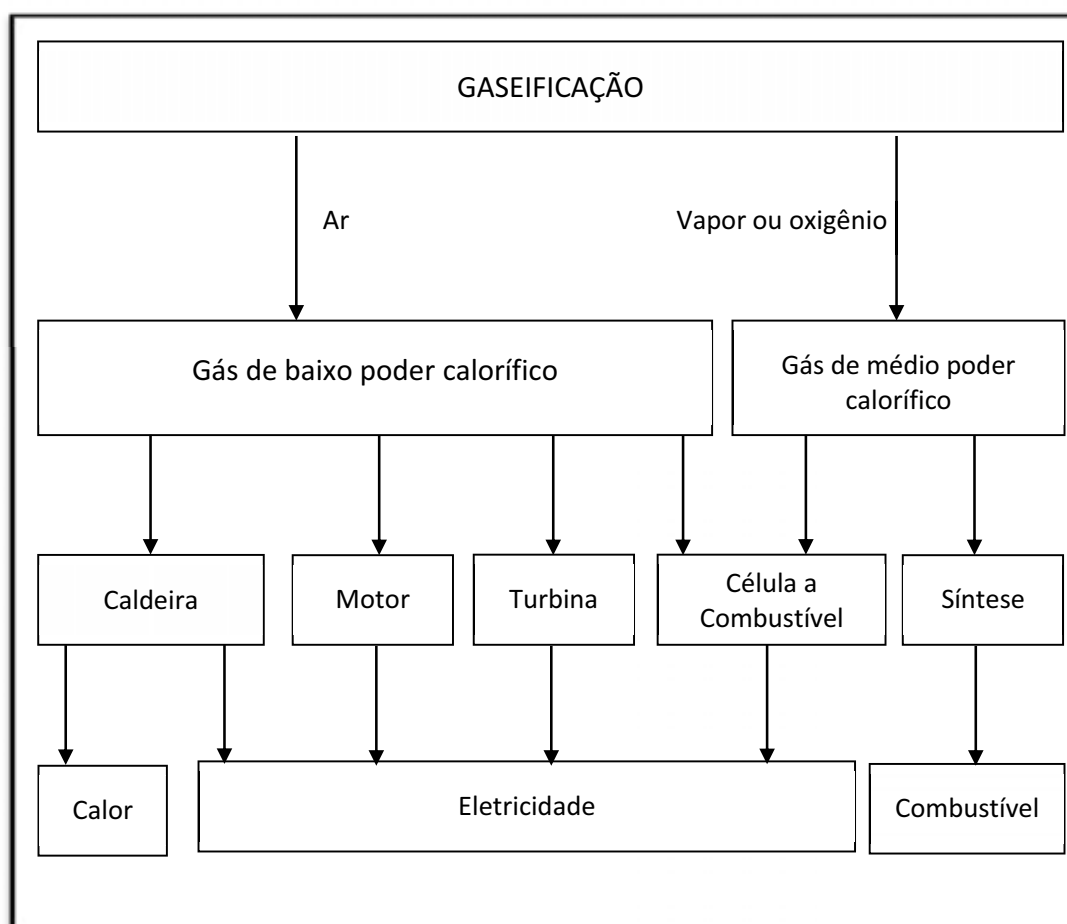 GASEIFICAÇÃO
Ar
Vapor ou oxigênio
Gás de baixo poder calorífico
Gás de médio poder
calorífico
Caldeira
Motor
Turbina
Célula a
Combustível
Síntese
Calor
Eletricidade
Combustível